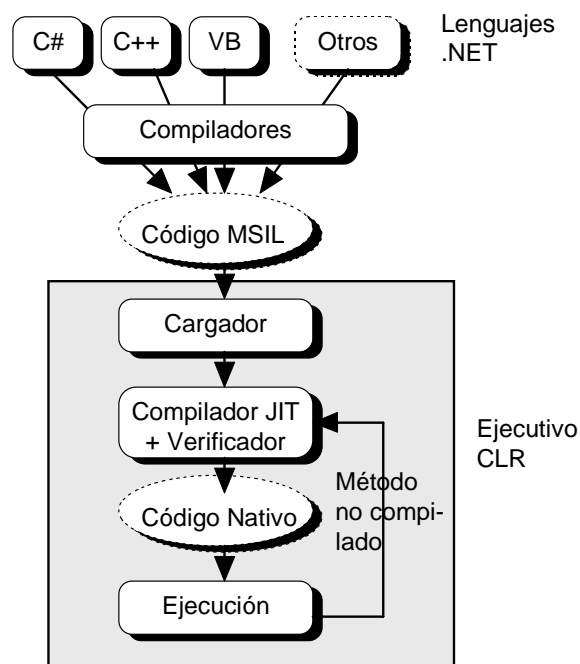 C#
C++
VB
Otros
Lenguajes
.NET
Compiladores
Código MSIL
Cargador
Compilador JIT
+ Verificador
Ejecutivo
CLR
Método
no compi-
lado
Código Nativo
Ejecución